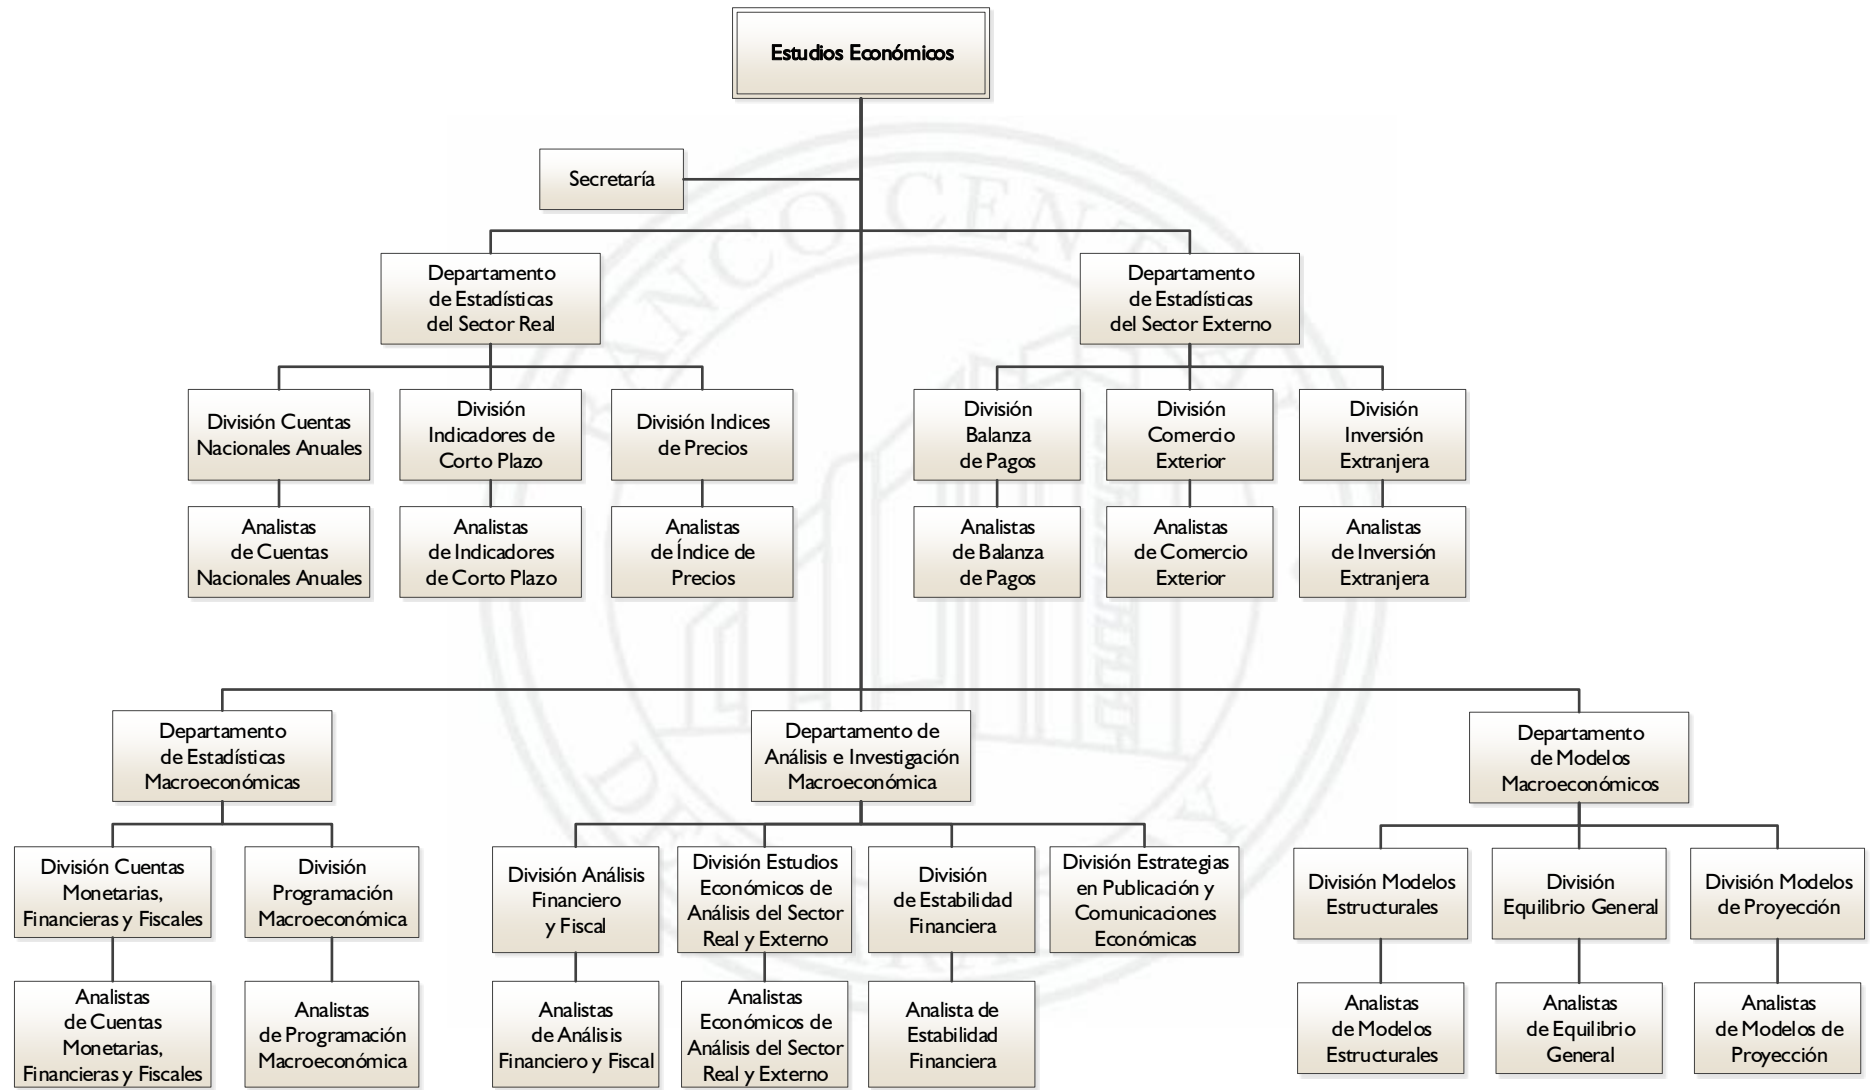 Estudios Económicos
Secretaría
Departamento
de Estadísticas
del Sector Real
Departamento
de Estadísticas
del Sector Externo
División Cuentas
Nacionales Anuales
División
Indicadores de
Corto Plazo
División Indices
de Precios
División
Balanza
de Pagos
División
Comercio
Exterior
División
Inversión
Extranjera
Analistas
de Cuentas
Nacionales Anuales
Analistas
de Indicadores
de Corto Plazo
Analistas
de Índice de
Precios
Analistas
de Balanza
de Pagos
Analistas
de Comercio
Exterior
Analistas
de Inversión
Extranjera
Departamento
de Estadísticas
Macroeconómicas
Departamento de
Análisis e Investigación
Macroeconómica
Departamento
de Modelos
Macroeconómicos
División Cuentas
Monetarias,
Financieras y Fiscales
División
Programación
Macroeconómica
División Análisis
Financiero
y Fiscal
División Estudios
Económicos de
Análisis del Sector
Real y Externo
División
de Estabilidad
Financiera
División Estrategias
en Publicación y
Comunicaciones
Económicas
División Modelos
Estructurales
División
Equilibrio General
División Modelos
de Proyección
Analistas
de Cuentas
Monetarias,
Financieras y Fiscales
Analistas
de Programación
Macroeconómica
Analistas
de Análisis
Financiero y Fiscal
Analistas
Económicos de
Análisis del Sector
Real y Externo
Analista de
Estabilidad
Financiera
Analistas
de Modelos
Estructurales
Analistas
de Equilibrio
General
Analistas
de Modelos de
Proyección
BANCO CENTRAL